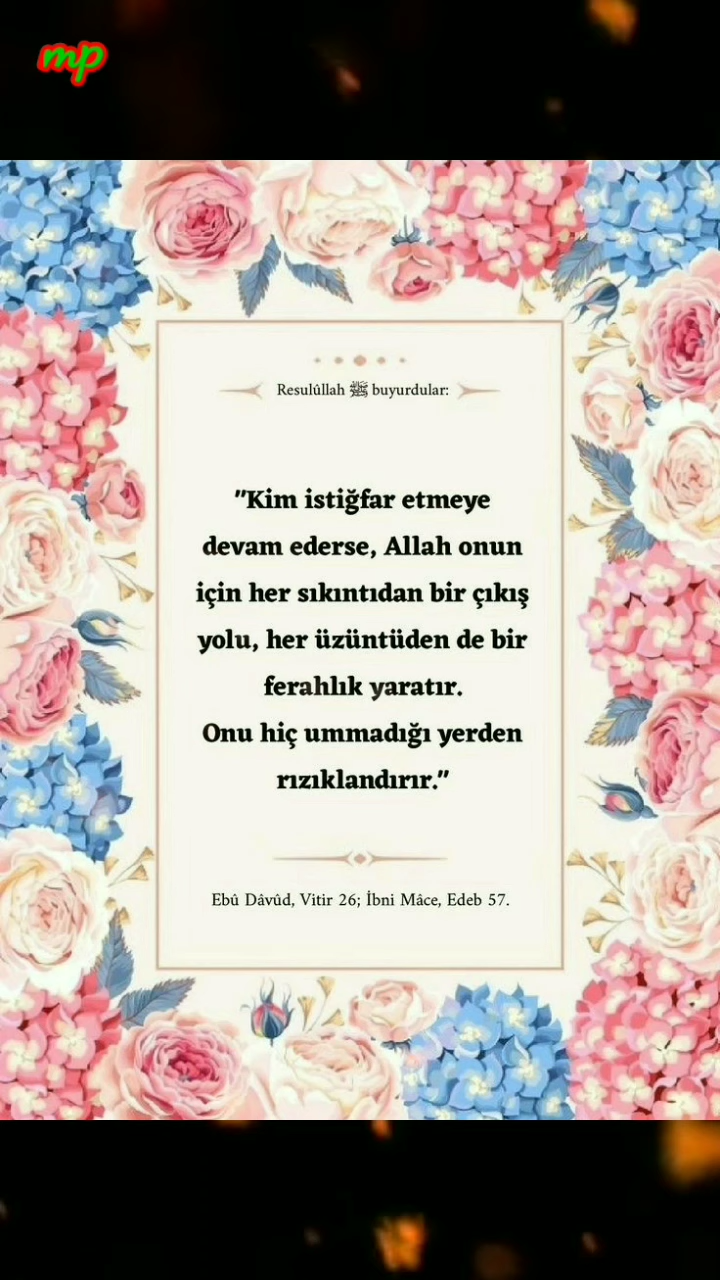 mp
Resulûllah ﷺ buyurdular:
"Kim istiğfar etmeye
devam ederse, Allah onun
için her sıkıntıdan bir çıkış
yolu, her üzüntüden de bir
ferahlık yaratır.
Onu hiç ummadığı yerden
rızıklandırır."
Ebû Dâvûd, Vitir 26; İbni Mâce, Edeb 57.